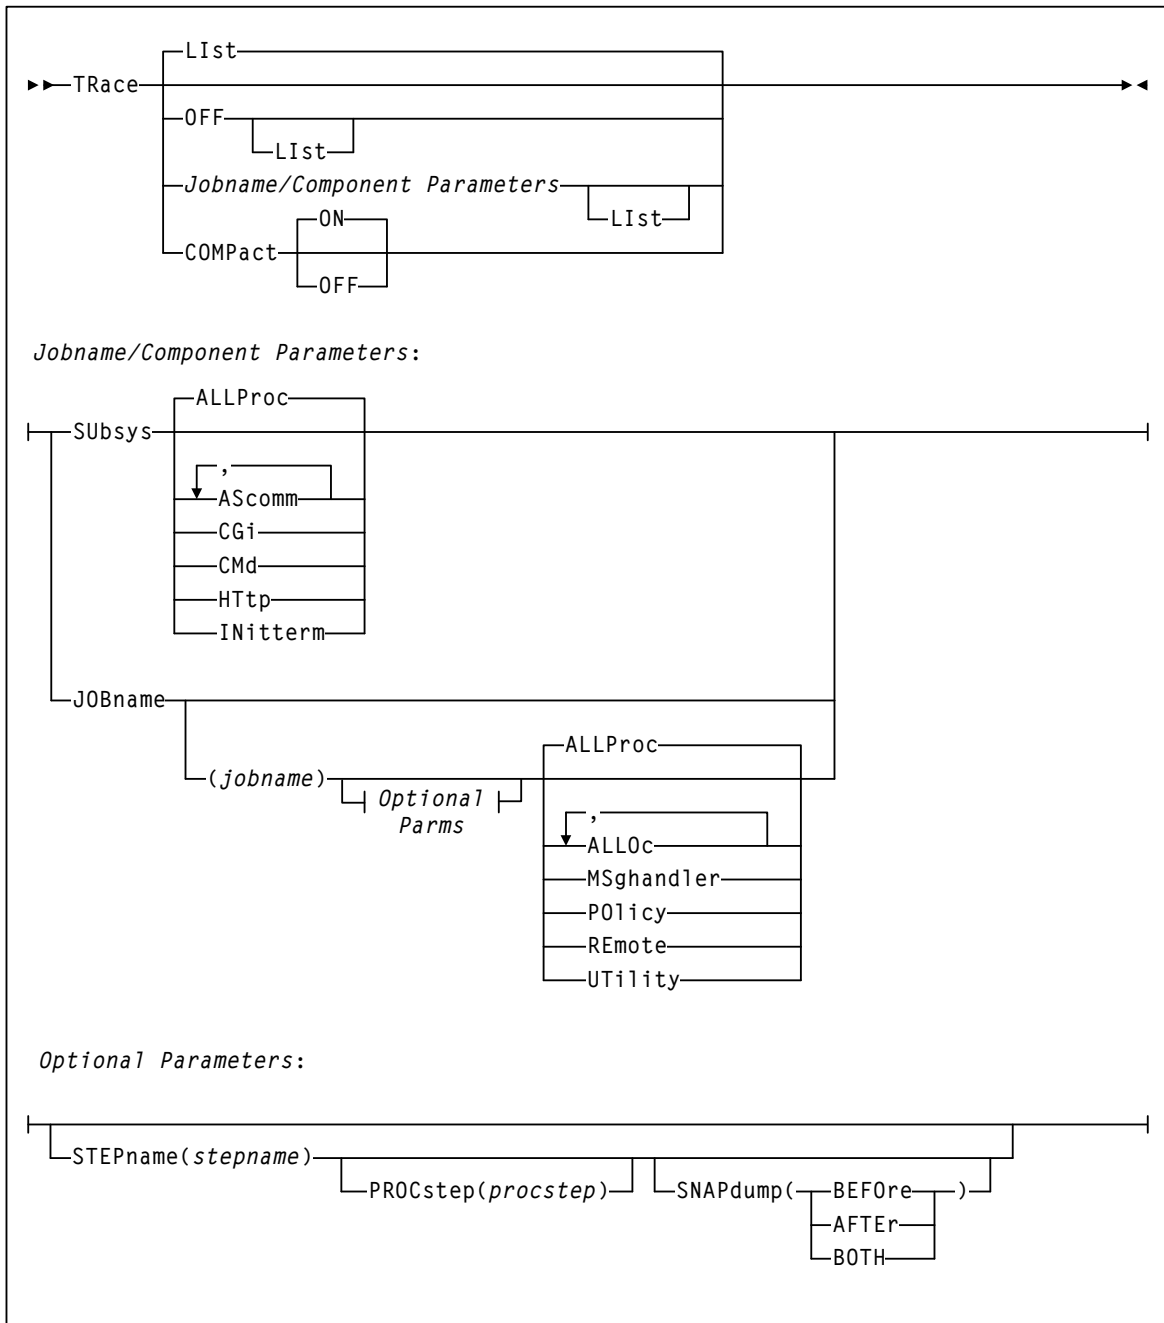 LIst
TRace
OFF
LIst
Jobname/Component Parameters
LIst
ON
COMPact
OFF
Jobname/Component Parameters:
ALLProc
SUbsys
,
AScomm
CGi
CMd
HTtp
INitterm
JOBname
ALLProc
(jobname)
Optional
Parms
,
ALLOc
MSghandler
POlicy
REmote
UTility
Optional Parameters:
STEPname(stepname)
PROCstep(procstep)
SNAPdump( BEFOre )
AFTEr
BOTH